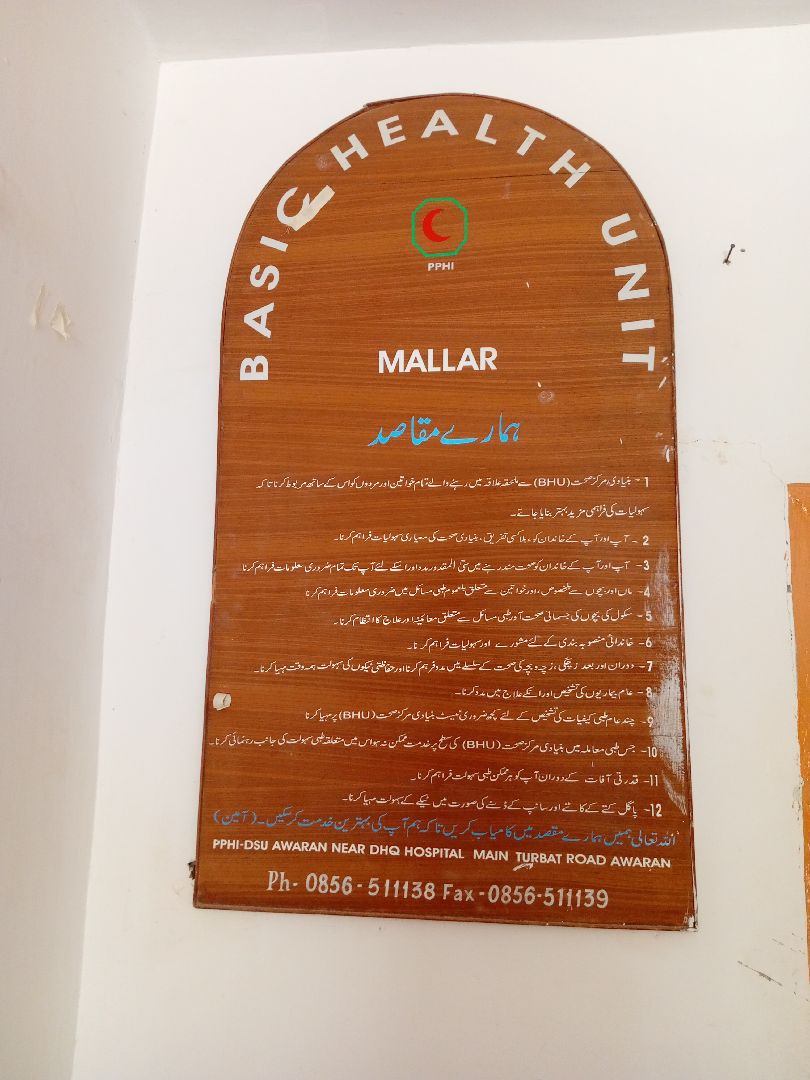 BASIC HEALTH UNIT
PPHI
MALLAR
ہمارے مقاصد
1- بنیادی مرکز صحت (BHU) سے ملحقہ علاقہ میں رہنے والے تمام خواتین اور مردوں کو اس کے ساتھ مربوط کرنا تاکہ
سہولیات کی فراہمی مزید بہتر بنایا جائے۔
2- آپ اور آپ کے خاندان کو، بلا کسی تفریق، بنیادی صحت کی معیاری سہولیات فراہم کرنا۔
3- آپ اور آپ کے خاندان کو صحت مند رہنے میں حتی المقدور مدد اور اسکے لئے آپ تک تمام ضروری معلومات فراہم کرنا
4- ماں اور بچوں سے بلخصوص، اور خواتین سے متعلق بلعموم طبی مسائل میں ضروری معلومات فراہم کرنا
5- سکول کی بچوں کی جسمانی صحت اور طبی مسائل سے متعلق معائنہ اور علاج کا انتظام کرنا۔
6- خاندانی منصوبہ بندی کے لئے مشورے اور سہولیات فراہم کرنا۔
7- دوران اور بعد زچگی، زچہ و بچہ کی صحت کے سلسلے میں مدد فرہم کرنا اور حفاظتی ٹیکوں کی سہولت ہمہ وقت مہیا کرنا۔
8- عام بیماریوں کی تشخیص اور انکے علاج میں مدد کرنا۔
9- چند عام طبی کیفیات کی تشخیص کے لئے کچھ ضروری ٹیسٹ بنیادی مرکز صحت (BHU) پر مہیا کرنا
10- جس طبی معاملہ میں بنیادی مرکز صحت (BHU) کی سطح پر خدمت ممکن نہ ہو اس میں متعلقہ طبی سہولت کی جانب رہنمائی کرنا۔
11- قدرتی آفات کے دوران آپ کو ہر ممکن طبی سہولت فراہم کرنا۔
12- پاگل کتے کے کاٹنے اور سانپ کے ڈسنے کی صورت میں ٹیکے کے سہولت مہیا کرنا۔
اللہ تعالی ہمیں ہمارے مقصد میں کامیاب کریں تاکہ ہم آپ کی بہترین خدمت کر سکیں۔ (آمین)
PPHI-DSU AWARAN NEAR DHQ HOSPITAL MAIN TURBAT ROAD AWARAN
Ph- 0856-511138 Fax-0856-511139